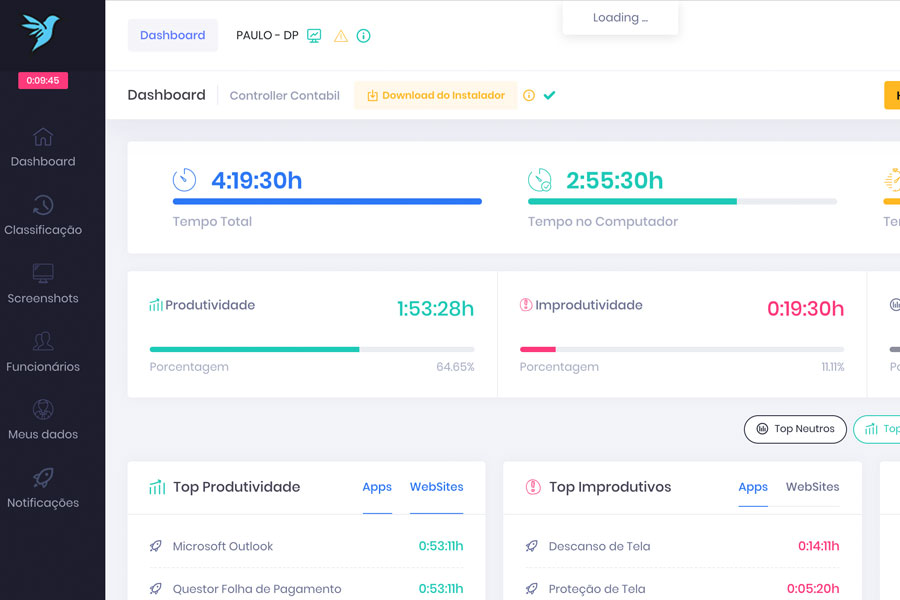 Loading ...
Dashboard PAULO - DP
0:09:45
Dashboard Controller Contabil Download do Instalador
Dashboard
Classificação
Screenshots
Funcionários
Meus dados
Notificações
4:19:30h
Tempo Total
2:55:30h
Tempo no Computador
Produtividade 1:53:28h
Porcentagem 64.65%
Improdutividade 0:19:30h
Porcentagem 11.11%
Top Neutros
Top
Top Produtividade Apps WebSites
Microsoft Outlook 0:53:11h
Questor Folha de Pagamento 0:53:11h
Top Improdutivos Apps WebSites
Descanso de Tela 0:14:11h
Proteção de Tela 0:05:20h